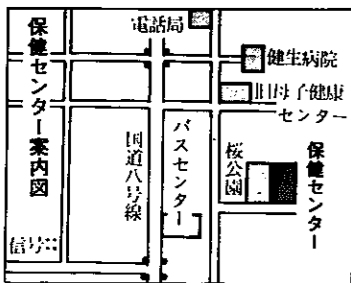 保健センター案内図
電話局
健生病院
旧母子健康
センター
国道八号線
バスセンター
桜公園
保健センター
信号